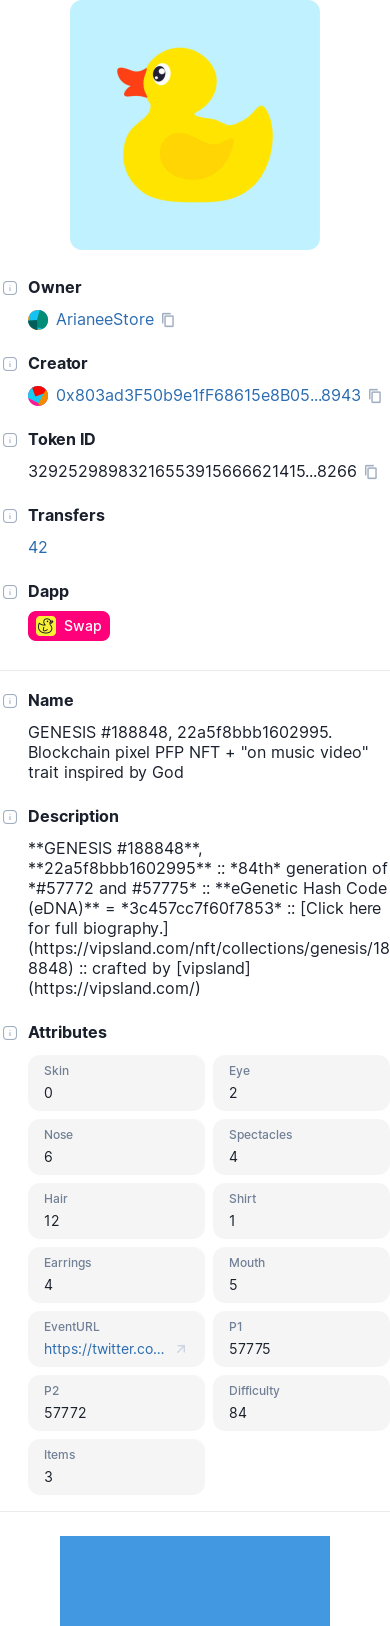 Owner
ArianeeStore
Creator
0x803ad3F50b9e1fF68615e8B05...8943
Token ID
32925298983216553915666621415...8266
Transfers
42
Dapp
Swap
Name
GENESIS #188848, 22a5f8bbb1602995.
Blockchain pixel PFP NFT + "on music video"
trait inspired by God
Description
**GENESIS #188848**,
**22a5f8bbb1602995** :: *84th* generation of
*#57772 and #57775* :: **eGenetic Hash Code
(eDNA)** = *3c457cc7f60f7853* :: [Click here
for full biography.]
(https://vipsland.com/nft/collections/genesis/18
8848) :: crafted by [vipsland]
(https://vipsland.com/)
Attributes
Skin
0
Eye
2
Nose
6
Spectacles
4
Hair
12
Shirt
1
Earrings
4
Mouth
5
EventURL
https://twitter.co...
P1
57775
P2
57772
Difficulty
84
Items
3